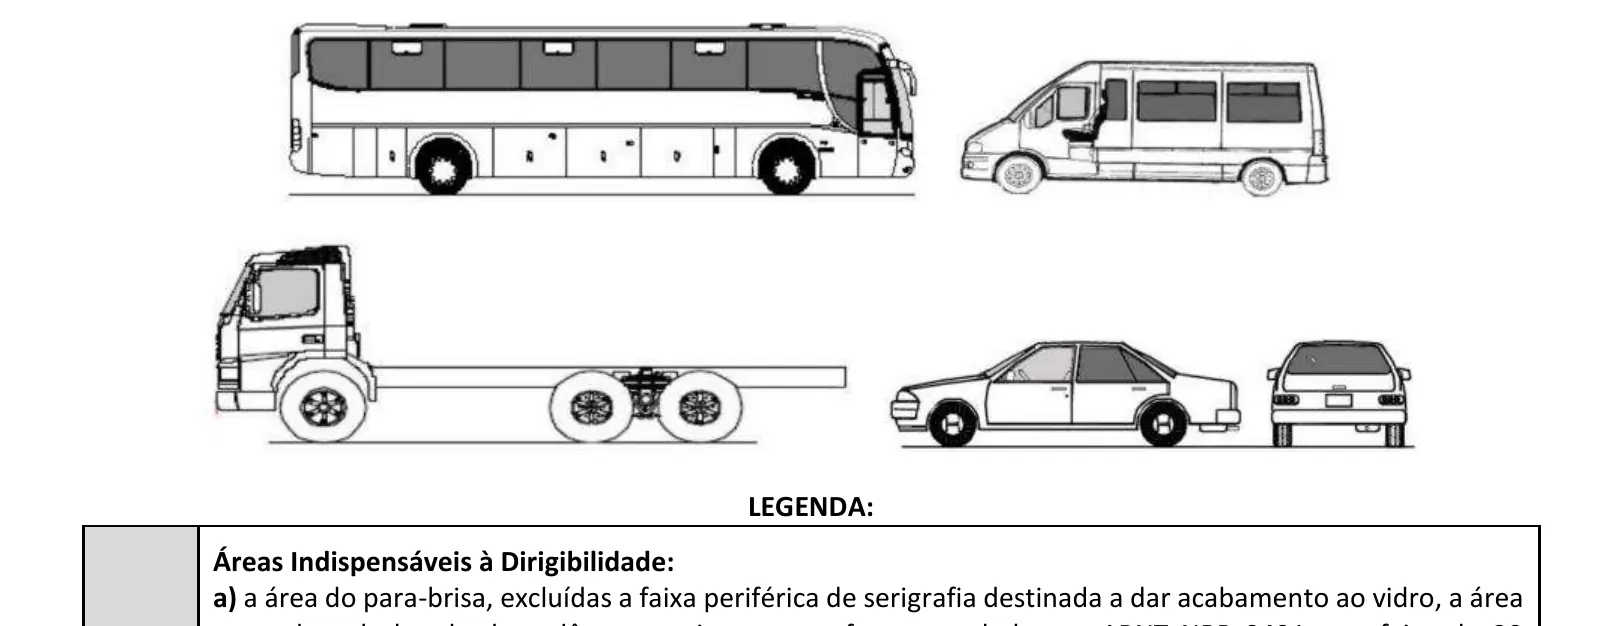 LEGENDA:
Áreas Indispensáveis à Dirigibilidade:
a) a área do para-brisa, excluídas a faixa periférica de serigrafia destinada a dar acabamento ao vidro, a área